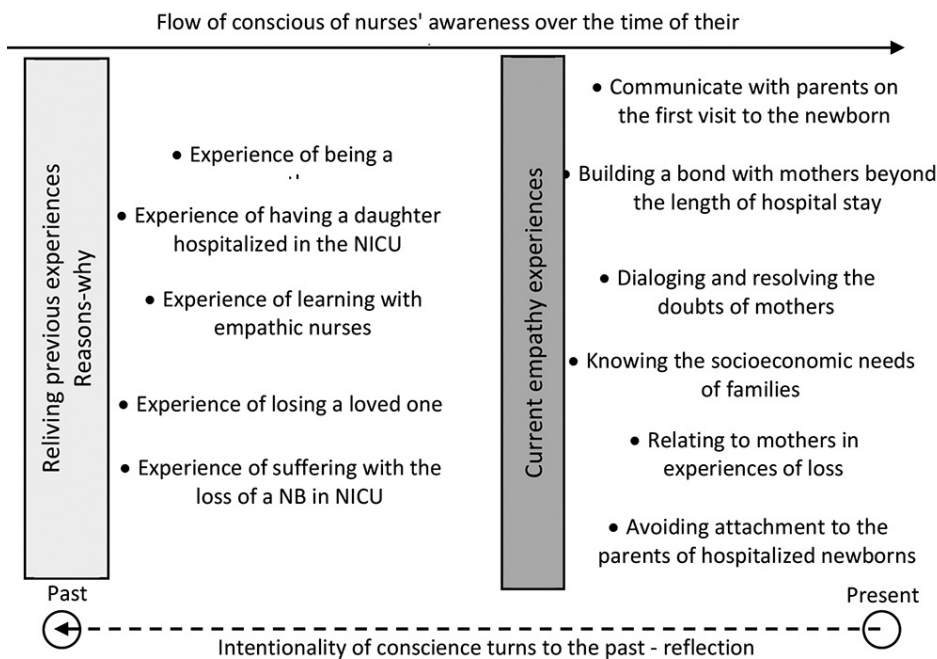 Flow of conscious of nurses' awareness over the time of their
Reliving previous experiences
Reasons-why
• Experience of being a
• Experience of having a daughter
hospitalized in the NICU
• Experience of learning with
empathic nurses
• Experience of losing a loved one
• Experience of suffering with the
loss of a NB in NICU
Current empathy experiences
• Communicate with parents on
the first visit to the newborn
• Building a bond with mothers beyond
the length of hospital stay
• Dialoging and resolving the
doubts of mothers
• Knowing the socioeconomic needs
of families
• Relating to mothers in
experiences of loss
• Avoiding attachment to the
parents of hospitalized newborns
Past
Present
Intentionality of conscience turns to the past - reflection